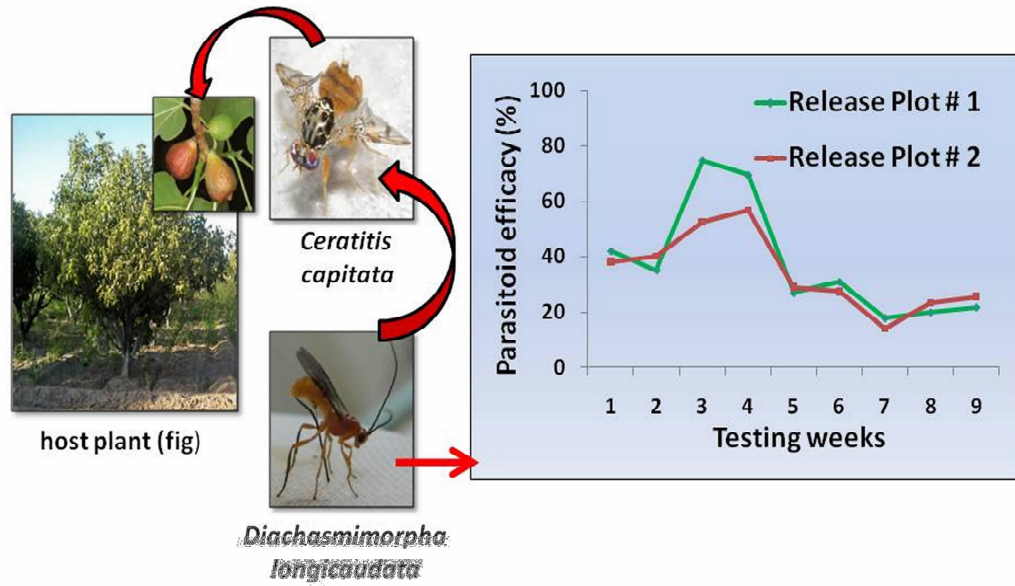 Ceratitis
capitata
host plant (fig)
Diachasmimorpha
longicaudata
Parasitoid efficacy (%)
100
80
60
40
20
0
Release Plot # 1
Release Plot # 2
1 2 3 4 5 6 7 8 9
Testing weeks